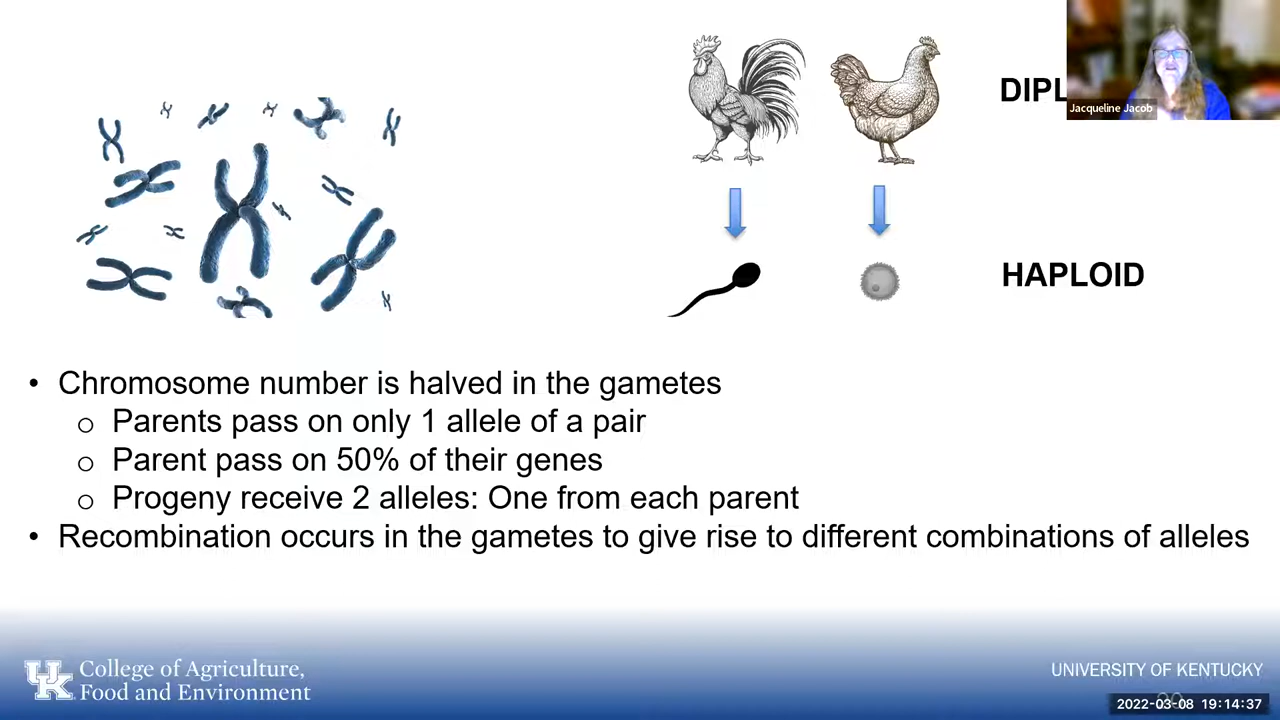 DIPL
Jacqueline Jacob
HAPLOID
• Chromosome number is halved in the gametes
o Parents pass on only 1 allele of a pair
o Parent pass on 50% of their genes
o Progeny receive 2 alleles: One from each parent
• Recombination occurs in the gametes to give rise to different combinations of alleles
UK College of Agriculture,
Food and Environment
UNIVERSITY OF KENTUCKY
2022-03-08 19:14:37